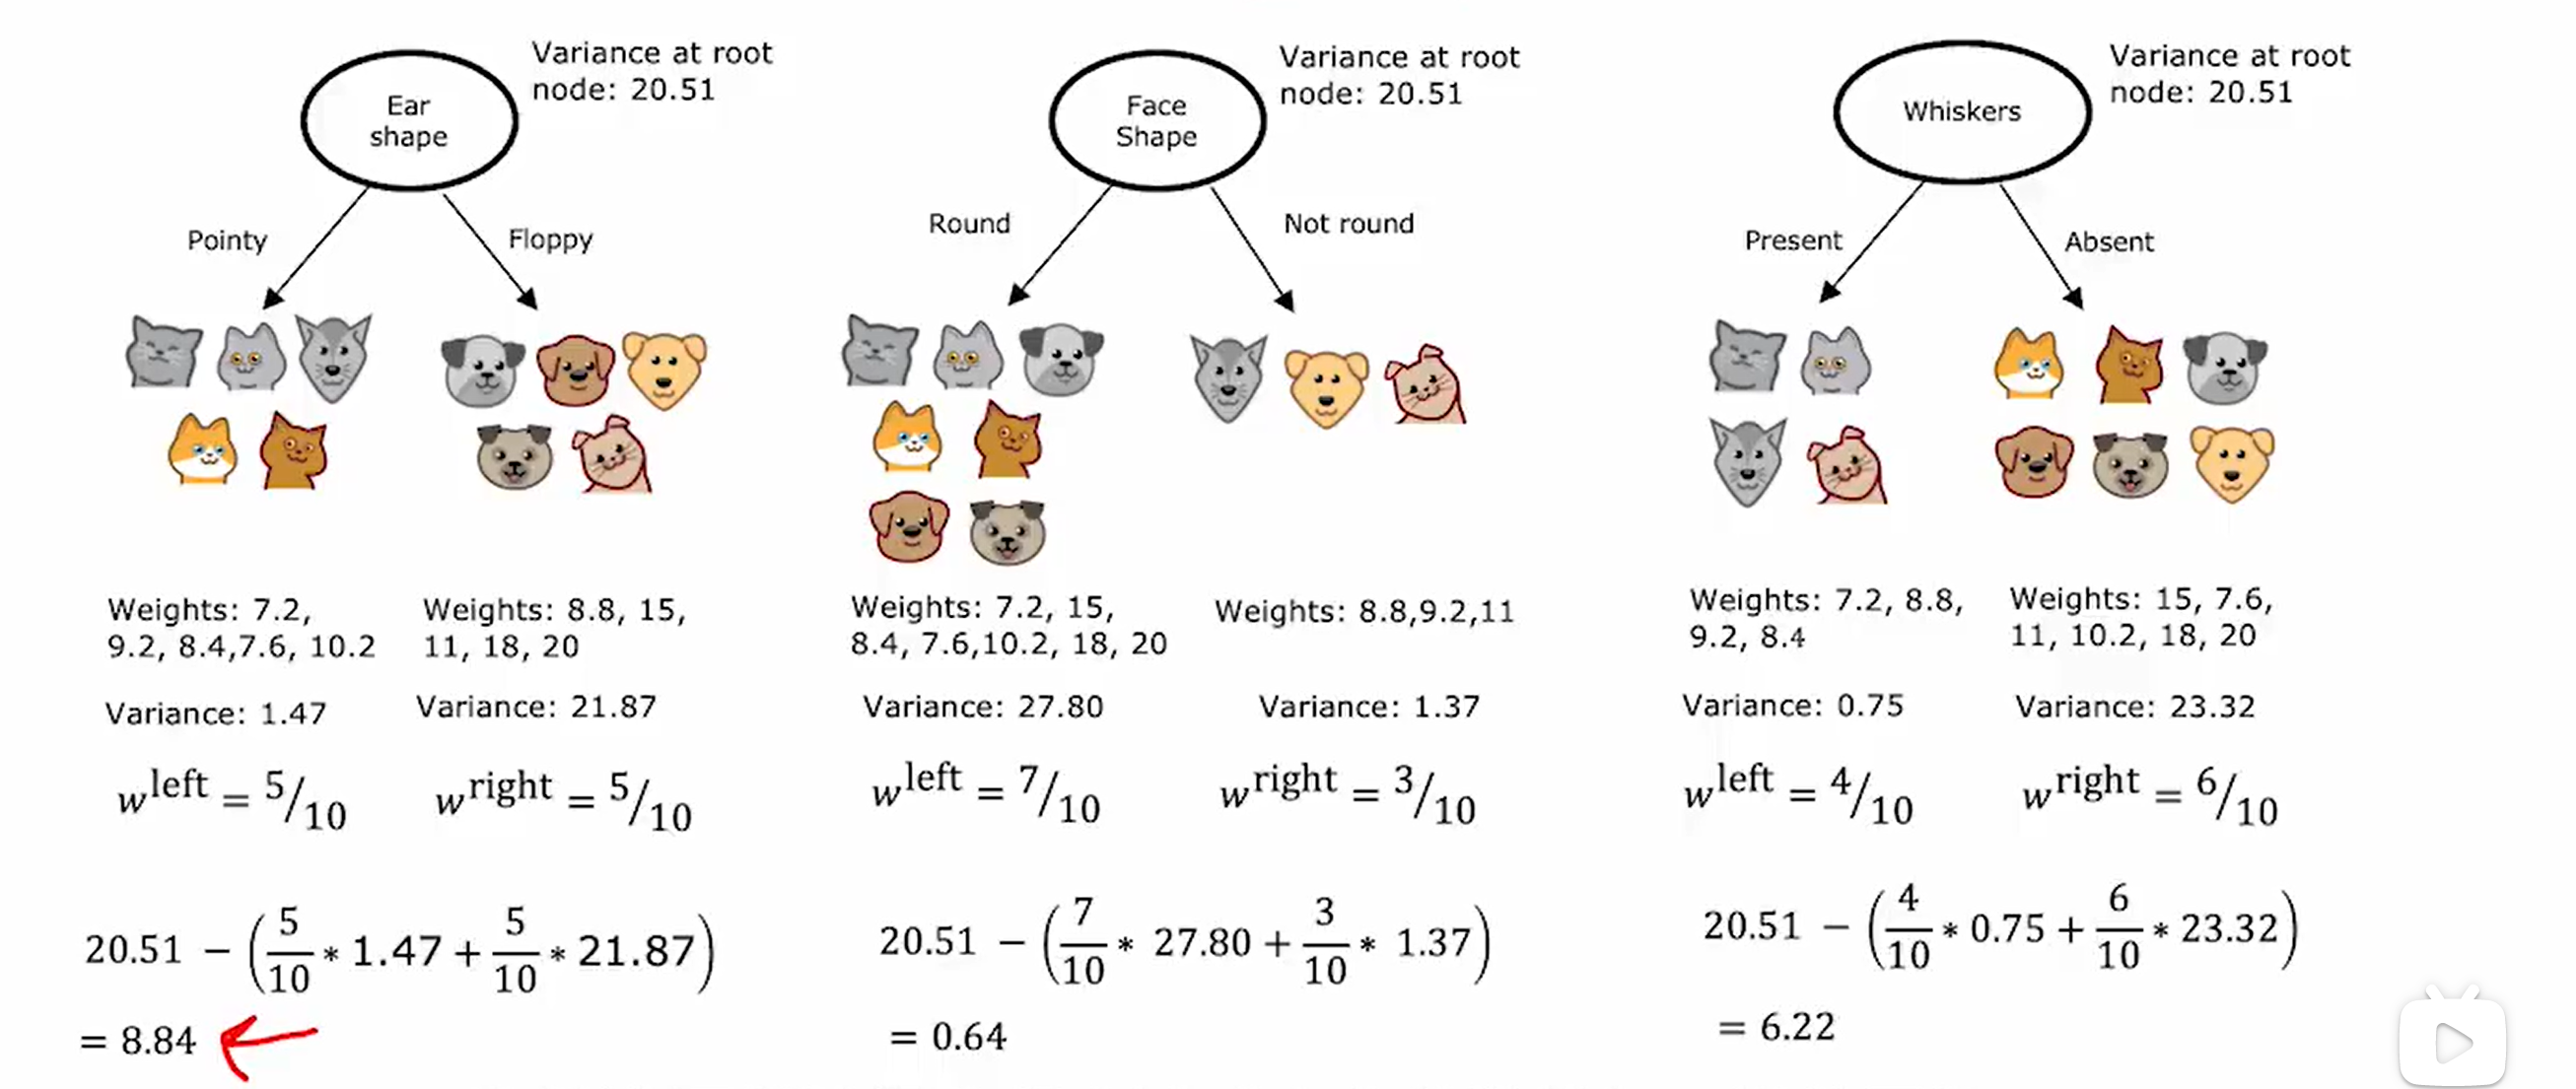 Ear
shape
Variance at root
node: 20.51
Pointy
Floppy
Weights: 7.2,
9.2, 8.4,7.6, 10.2
Weights: 8.8, 15,
11, 18, 20
Variance: 1.47
Variance: 21.87
w^left = 5/10
w^right = 5/10
20.51 − (5/10 * 1.47 + 5/10 * 21.87)
= 8.84
Face
Shape
Variance at root
node: 20.51
Round
Not round
Weights: 7.2, 15,
8.4, 7.6,10.2, 18, 20
Weights: 8.8,9.2,11
Variance: 27.80
Variance: 1.37
w^left = 7/10
w^right = 3/10
20.51 − (7/10 * 27.80 + 3/10 * 1.37)
= 0.64
Whiskers
Variance at root
node: 20.51
Present
Absent
Weights: 7.2, 8.8,
9.2, 8.4
Weights: 15, 7.6,
11, 10.2, 18, 20
Variance: 0.75
Variance: 23.32
w^left = 4/10
w^right = 6/10
20.51 − (4/10 * 0.75 + 6/10 * 23.32)
= 6.22